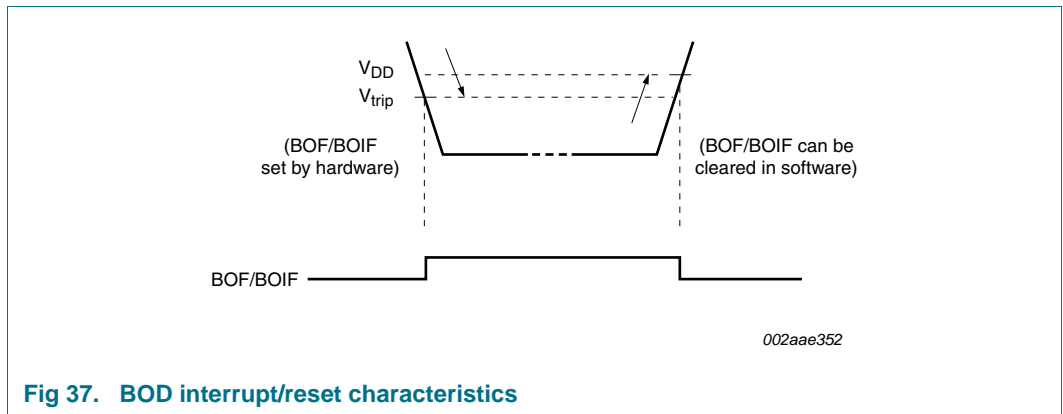 VDD
Vtrip
(BOF/BOIF
set by hardware)
(BOF/BOIF can be
cleared in software)
BOF/BOIF
002aae352
Fig 37. BOD interrupt/reset characteristics